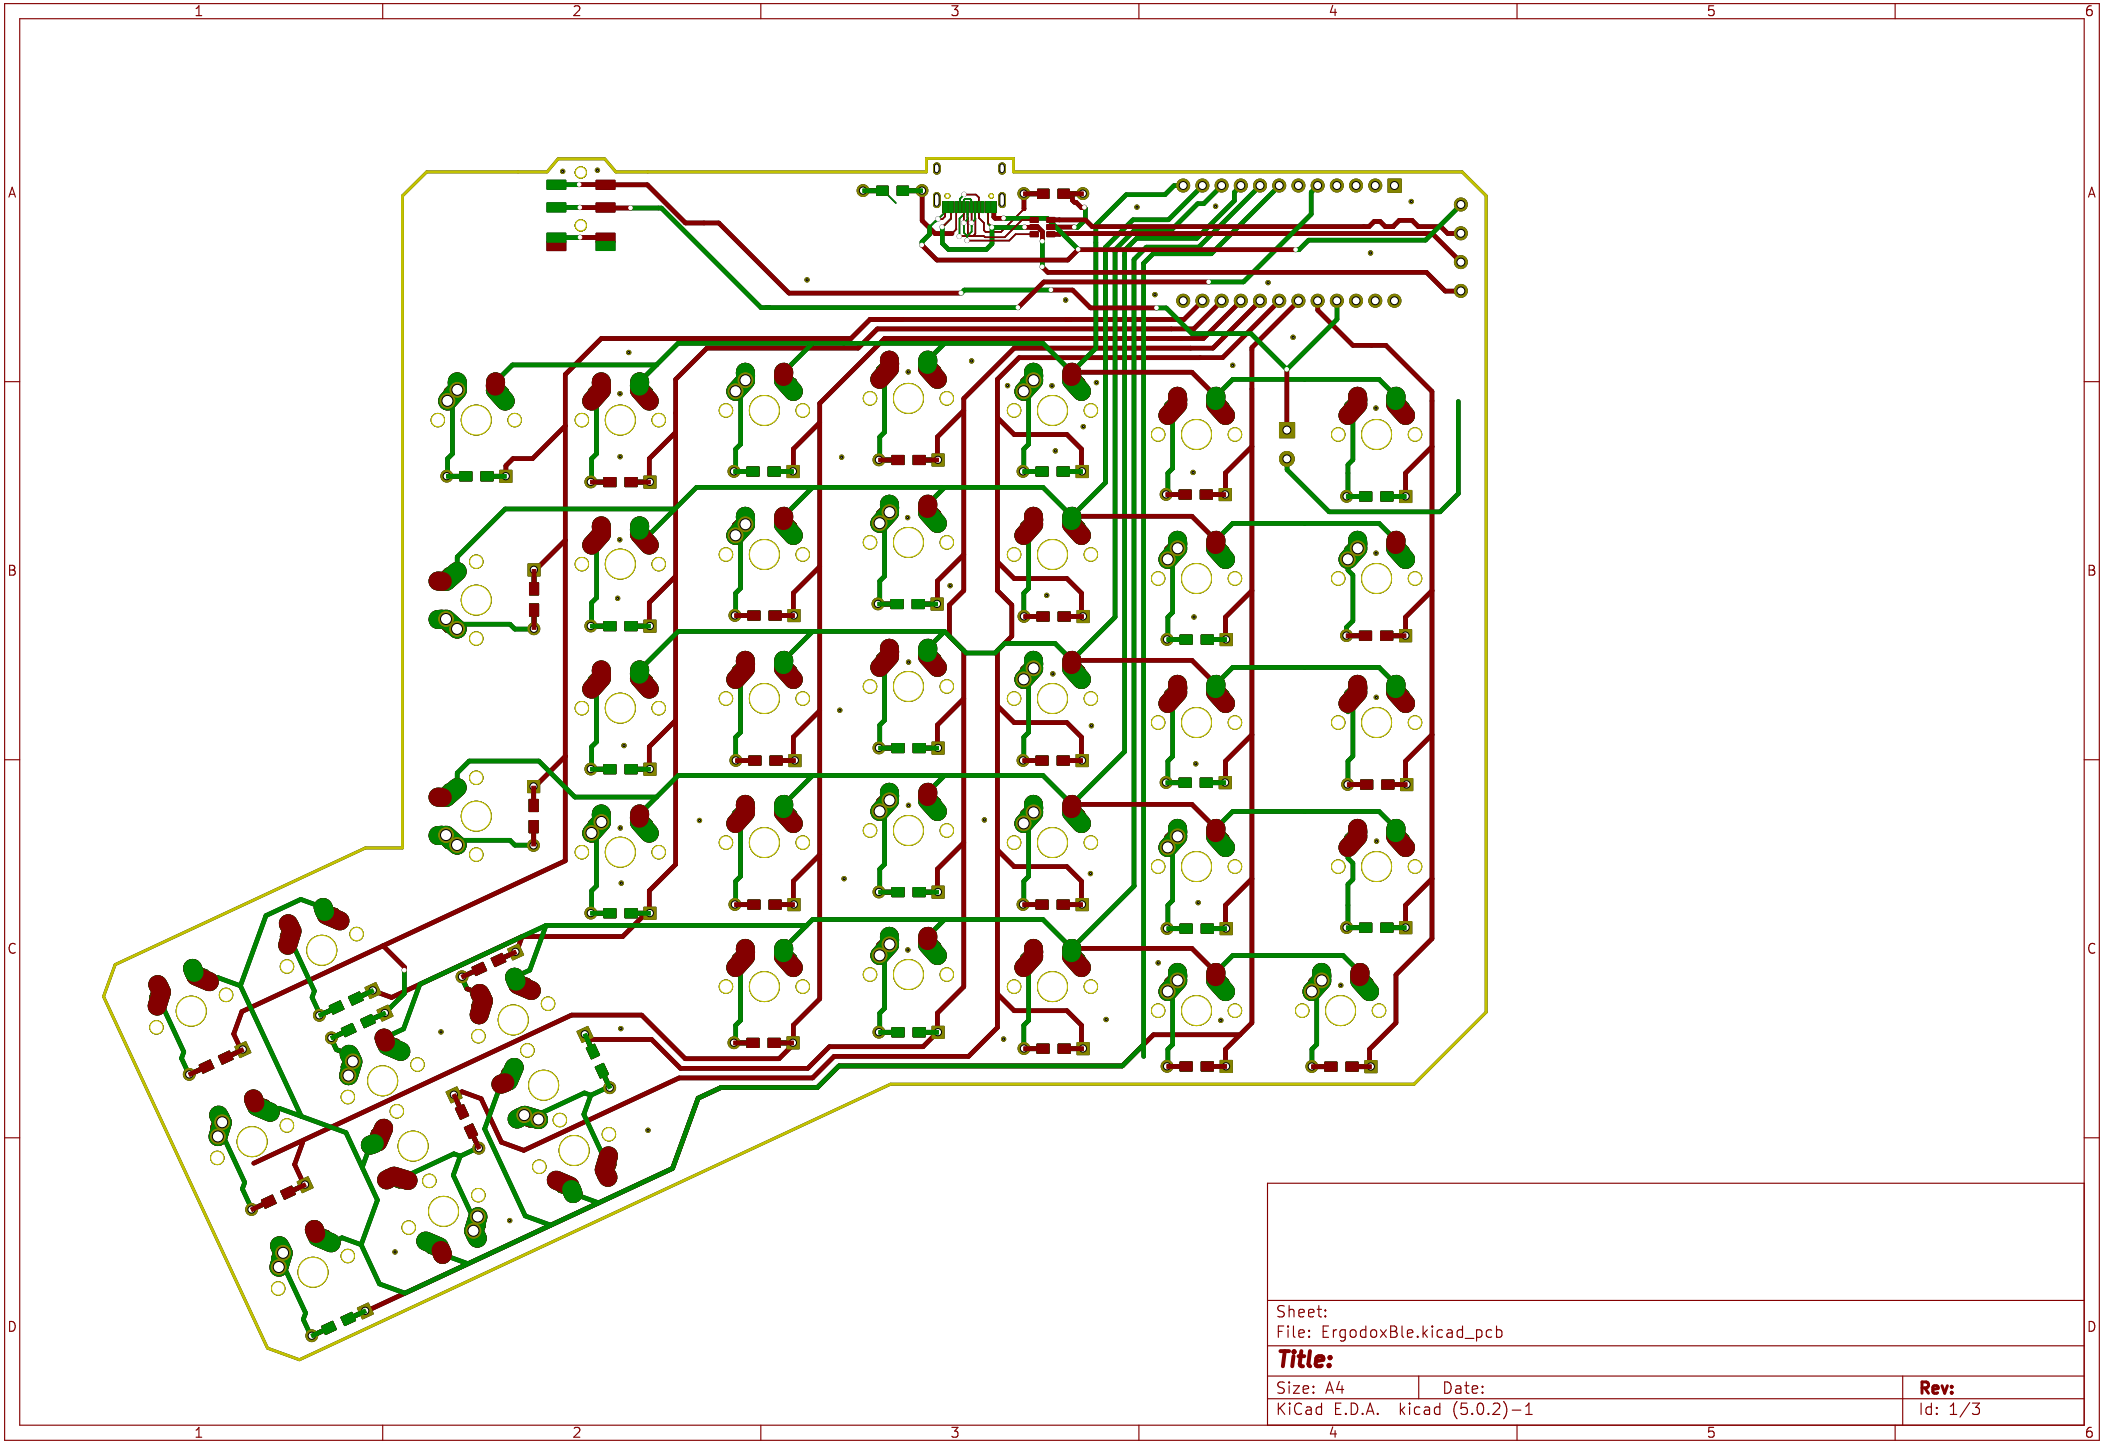 1 2 3 4 5 6
A A
B B
C C
D D
Sheet:
File: ErgodoxBle.kicad_pcb
Title:
Size: A4 Date: Rev:
KiCad E.D.A. kicad (5.0.2)-1 Id: 1/3
1 2 3 4 5 6